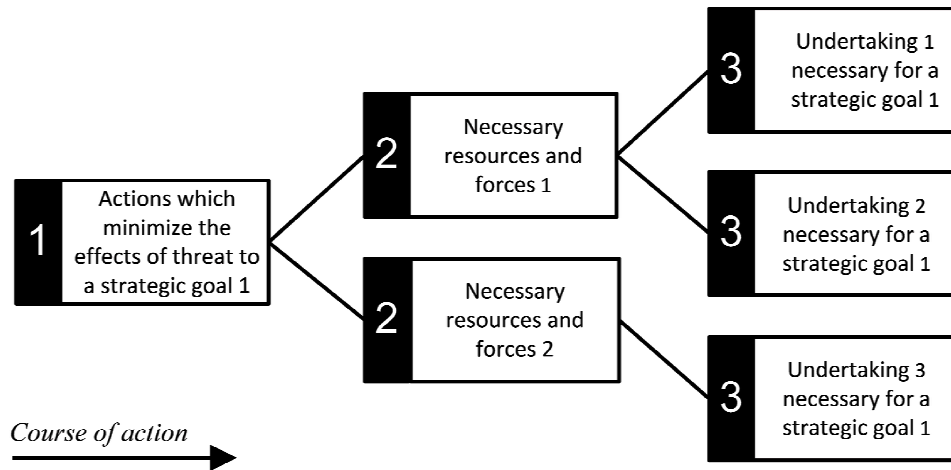 1
Actions which
minimize the
effects of threat to
a strategic goal 1
2
Necessary
resources and
forces 1
2
Necessary
resources and
forces 2
3
Undertaking 1
necessary for a
strategic goal 1
3
Undertaking 2
necessary for a
strategic goal 1
3
Undertaking 3
necessary for a
strategic goal 1
Course of action